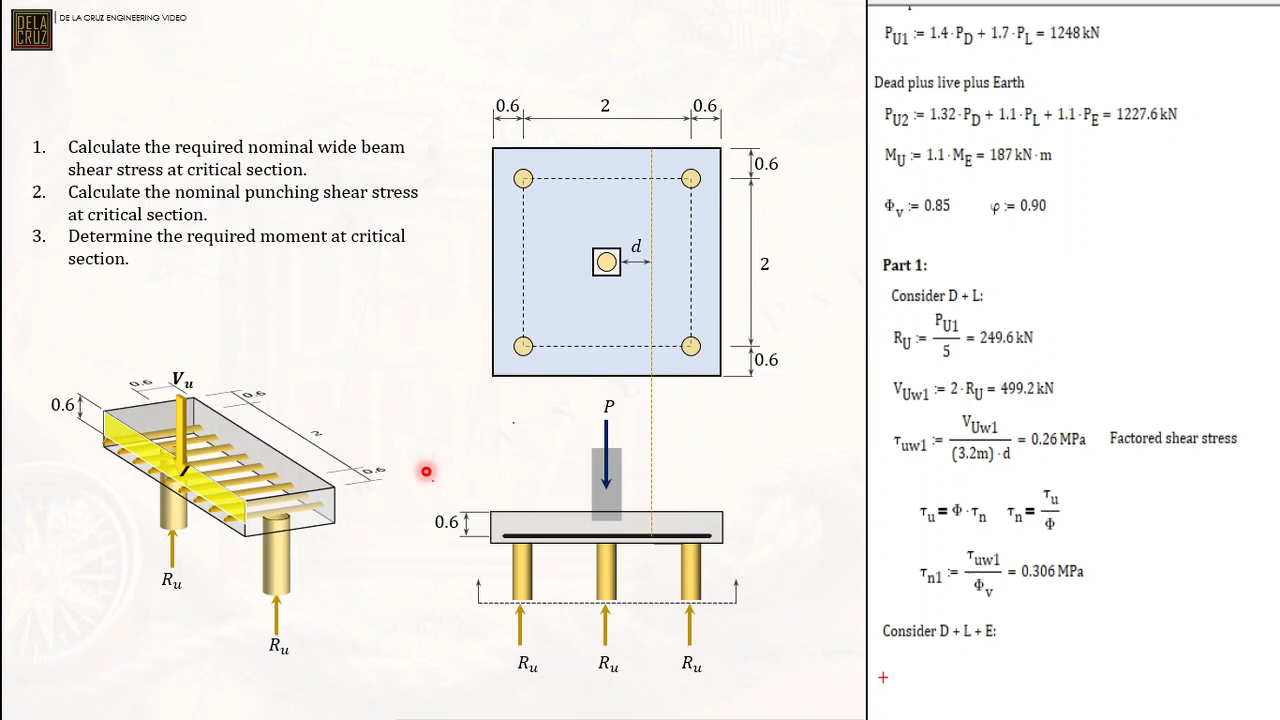 DELA
CRUZ
DE LA CRUZ ENGINEERING VIDEO
1. Calculate the required nominal wide beam
shear stress at critical section.
2. Calculate the nominal punching shear stress
at critical section.
3. Determine the required moment at critical
section.
0.6 2 0.6
0.6
d
2
0.6
0.6
V_u
0.6
0.6
2
0.6
R_u
R_u
P
0.6
R_u R_u R_u
P_U1 := 1.4·P_D + 1.7·P_L = 1248 kN
Dead plus live plus Earth
P_U2 := 1.32·P_D + 1.1·P_L + 1.1·P_E = 1227.6 kN
M_U := 1.1·M_E = 187 kN·m
Φ_v := 0.85 φ := 0.90
Part 1:
Consider D + L:
R_U := P_U1 / 5 = 249.6 kN
V_Uw1 := 2·R_U = 499.2 kN
τ_uw1 := V_Uw1 / (3.2m)·d = 0.26 MPa Factored shear stress
τ_u = Φ·τ_n τ_n = τ_u / Φ
τ_n1 := τ_uw1 / Φ_v = 0.306 MPa
Consider D + L + E: